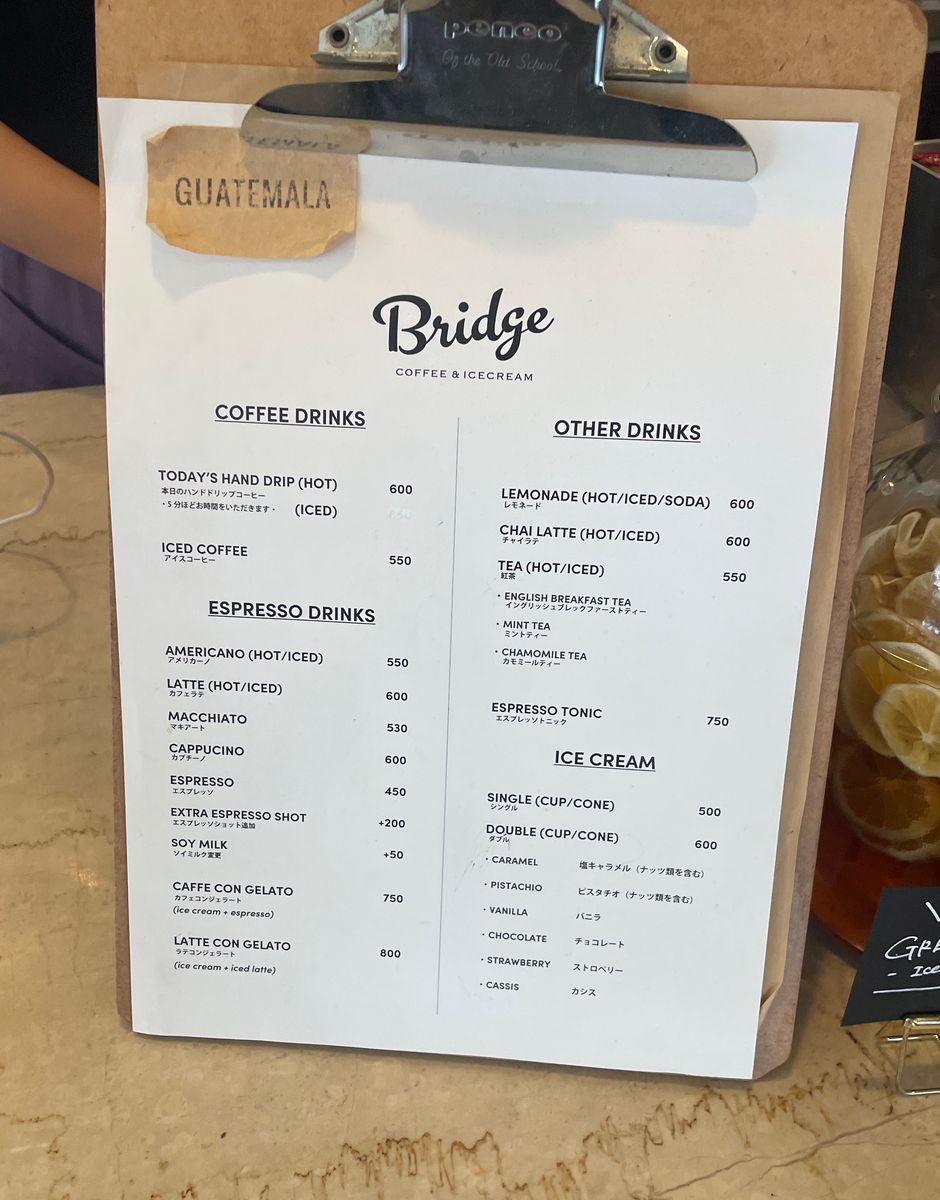 penco
Of the Old School
GUATEMALA
Bridge
COFFEE & ICECREAM
COFFEE DRINKS
TODAY'S HAND DRIP (HOT) 600
本日のハンドドリップコーヒー
・5分ほどお時間をいただきます・ (ICED)
ICED COFFEE 550
アイスコーヒー
ESPRESSO DRINKS
AMERICANO (HOT/ICED) 550
アメリカーノ
LATTE (HOT/ICED) 600
カフェラテ
MACCHIATO 530
マキアート
CAPPUCINO 600
カプチーノ
ESPRESSO 450
エスプレッソ
EXTRA ESPRESSO SHOT +200
エスプレッソショット追加
SOY MILK +50
ソイミルク変更
CAFFE CON GELATO 750
カフェコンジェラート
(ice cream + espresso)
LATTE CON GELATO 800
ラテコンジェラート
(ice cream + iced latte)
OTHER DRINKS
LEMONADE (HOT/ICED/SODA) 600
レモネード
CHAI LATTE (HOT/ICED) 600
チャイラテ
TEA (HOT/ICED) 550
紅茶
・ENGLISH BREAKFAST TEA
イングリッシュブレックファーストティー
・MINT TEA
ミントティー
・CHAMOMILE TEA
カモミールティー
ESPRESSO TONIC 750
エスプレッソトニック
ICE CREAM
SINGLE (CUP/CONE) 500
シングル
DOUBLE (CUP/CONE) 600
ダブル
・CARAMEL 塩キャラメル（ナッツ類を含む）
・PISTACHIO ピスタチオ（ナッツ類を含む）
・VANILLA バニラ
・CHOCOLATE チョコレート
・STRAWBERRY ストロベリー
・CASSIS カシス